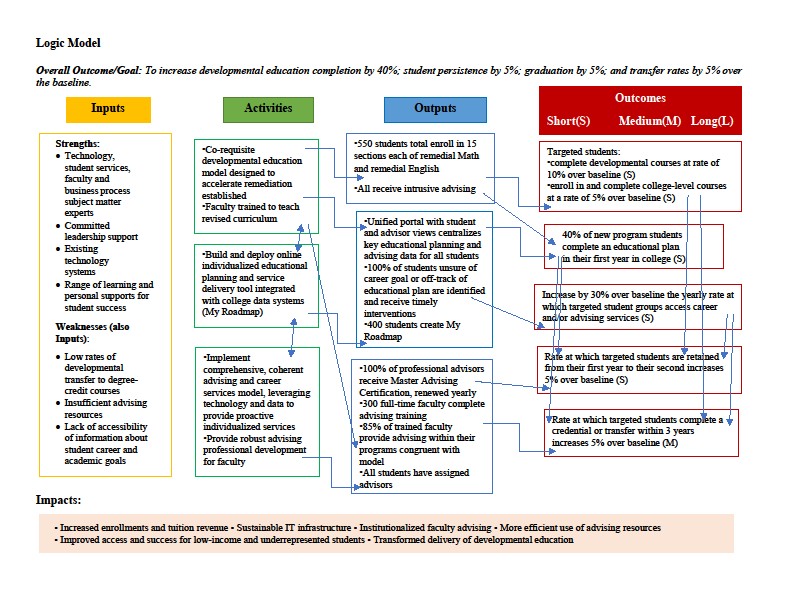 Logic Model
Overall Outcome/Goal: To increase developmental education completion by 40%; student persistence by 5%; graduation by 5%; and transfer rates by 5% over
the baseline.
Inputs
Activities
Outputs
Outcomes
Short(S) Medium(M) Long(L)
Strengths:
• Technology,
student services,
faculty and
business process
subject matter
experts
• Committed
leadership support
• Existing
technology
systems
• Range of learning and
personal supports for
student success
Weaknesses (also
Inputs):
• Low rates of
developmental
transfer to degree-
credit courses
• Insufficient advising
resources
• Lack of accessibility
of information about
student career and
academic goals
•Co-requisite
developmental education
model designed to
accelerate remediation
established
•Faculty trained to teach
revised curriculum
•Build and deploy online
individualized educational
planning and service
delivery tool integrated
with college data systems
(My Roadmap)
•Implement
comprehensive, coherent
advising and career
services model, leveraging
technology and data to
provide proactive
individualized services
•Provide robust advising
professional development
for faculty
•550 students total enroll in 15
sections each of remedial Math
and remedial English
•All receive intrusive advising
•Unified portal with student
and advisor views centralizes
key educational planning and
advising data for all students
•100% of students unsure of
career goal or off-track of
educational plan are identified
and receive timely
interventions
•400 students create My
Roadmap
•100% of professional advisors
receive Master Advising
Certification, renewed yearly
•300 full-time faculty complete
advising training
•85% of trained faculty
provide advising within their
programs congruent with
model
•All students have assigned
advisors
Targeted students:
•complete developmental courses at rate of
10% over baseline (S)
•enroll in and complete college-level courses
at a rate of 5% over baseline (S)
40% of new program students
complete an educational plan
in their first year in college (S)
Increase by 30% over baseline the yearly rate at
which targeted student groups access career
and/or advising services (S)
Rate at which targeted students are retained
from their first year to their second increases
5% over baseline (S)
Rate at which targeted students complete a
credential or transfer within 3 years
increases 5% over baseline (M)
Impacts:
• Increased enrollments and tuition revenue • Sustainable IT infrastructure • Institutionalized faculty advising • More efficient use of advising resources
• Improved access and success for low-income and underrepresented students • Transformed delivery of developmental education